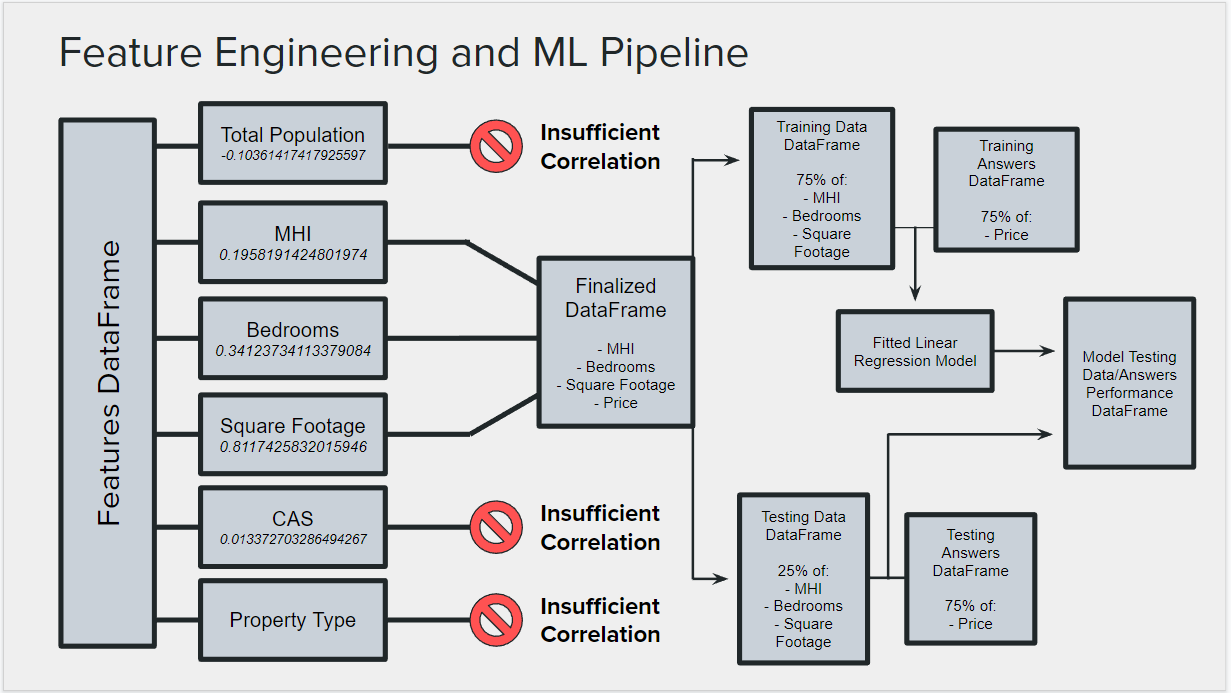 Feature Engineering and ML Pipeline
Features DataFrame
Total Population
-0.10361417417925597
Insufficient
Correlation
MHI
0.1958191424801974
Bedrooms
0.34123734113379084
Square Footage
0.8117425832015946
CAS
0.013372703286494267
Insufficient
Correlation
Property Type
Insufficient
Correlation
Finalized
DataFrame
- MHI
- Bedrooms
- Square Footage
- Price
Training Data
DataFrame
75% of:
- MHI
- Bedrooms
- Square
Footage
Training
Answers
DataFrame
75% of:
- Price
Fitted Linear
Regression Model
Model Testing
Data/Answers
Performance
DataFrame
Testing Data
DataFrame
25% of:
- MHI
- Bedrooms
- Square
Footage
Testing
Answers
DataFrame
75% of:
- Price